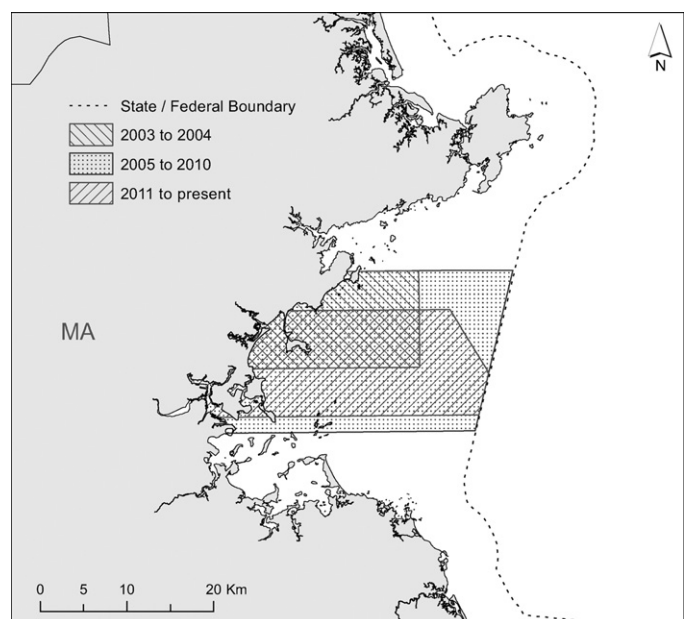 N
State / Federal Boundary
2003 to 2004
2005 to 2010
2011 to present
MA
0 5 10 20 Km